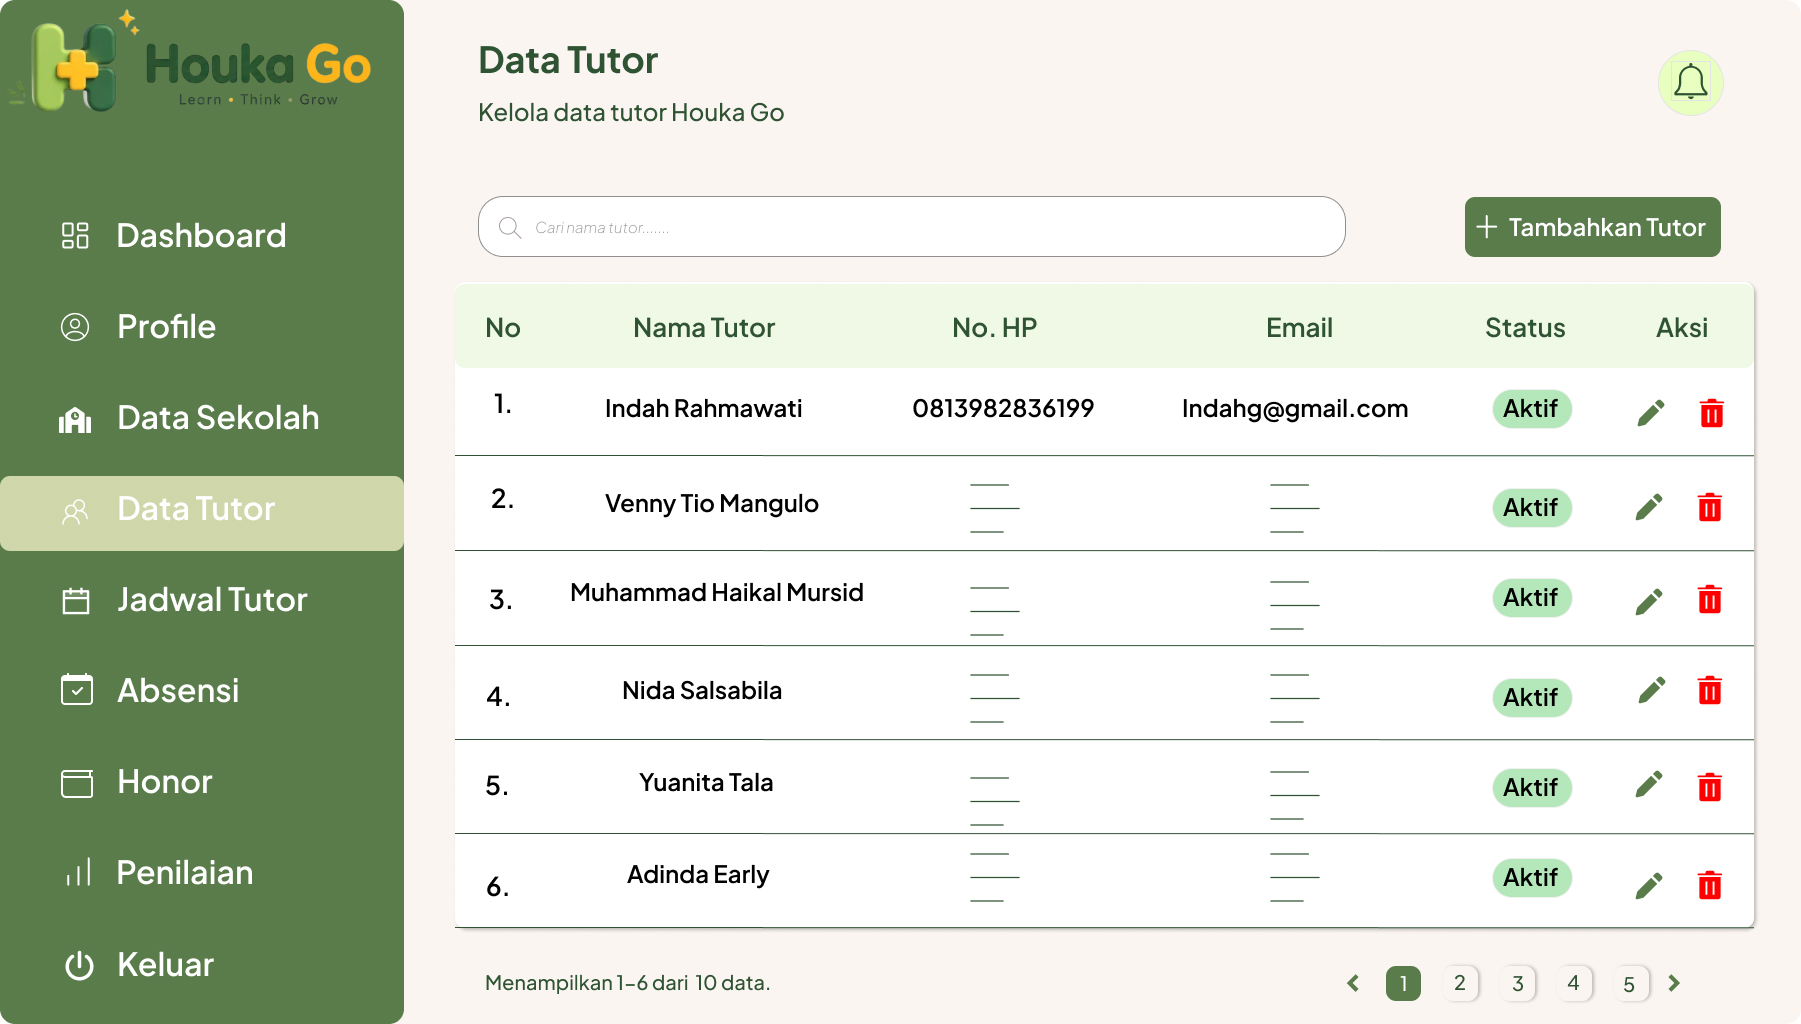 Houka Go
Learn • Think • Grow
Dashboard
Profile
Data Sekolah
Data Tutor
Jadwal Tutor
Absensi
Honor
Penilaian
Keluar
Data Tutor
Kelola data tutor Houka Go
Cari nama tutor.......
+ Tambahkan Tutor
No Nama Tutor No. HP Email Status Aksi
1. Indah Rahmawati 0813982836199 Indahg@gmail.com Aktif
2. Venny Tio Mangulo Aktif
3. Muhammad Haikal Mursid Aktif
4. Nida Salsabila Aktif
5. Yuanita Tala Aktif
6. Adinda Early Aktif
Menampilkan 1-6 dari 10 data.
1 2 3 4 5